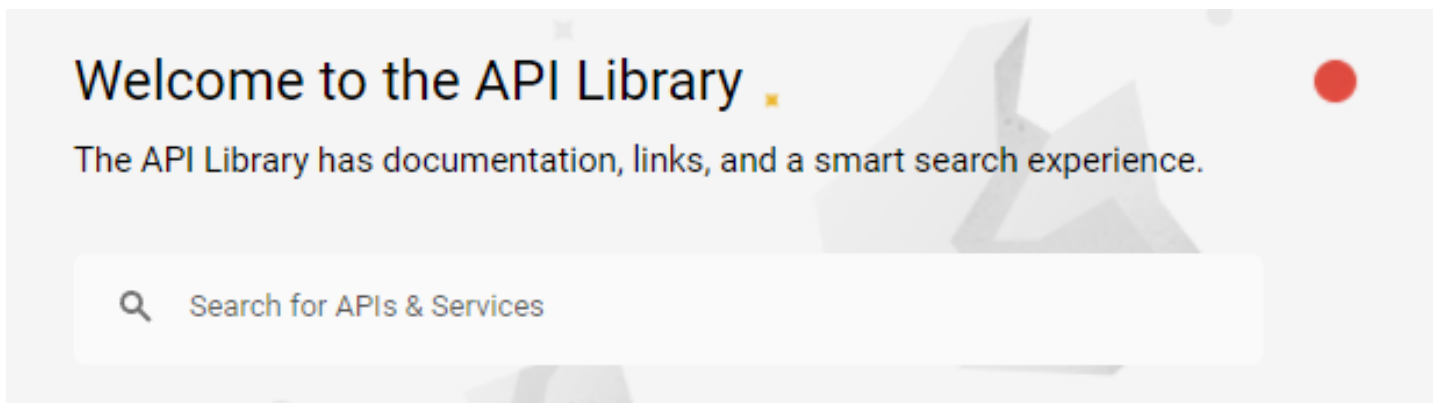 Welcome to the API Library
The API Library has documentation, links, and a smart search experience.
Search for APIs & Services